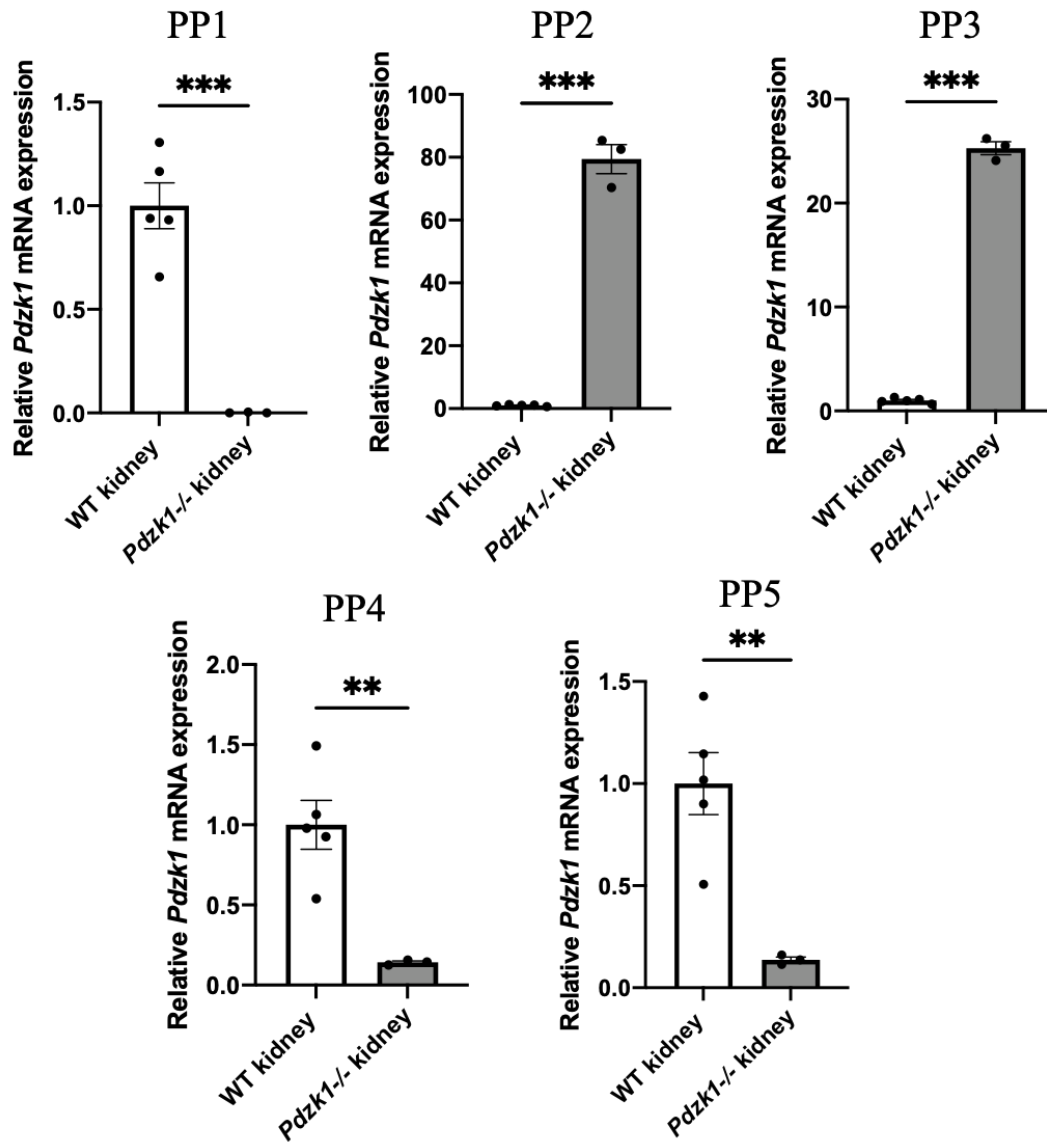 PP1
***
Relative Pdzk1 mRNA expression
1.5
1.0
0.5
0.0
WT kidney
Pdzk1-/- kidney
PP2
***
Relative Pdzk1 mRNA expression
100
80
60
40
20
0
WT kidney
Pdzk1-/- kidney
PP3
***
Relative Pdzk1 mRNA expression
30
20
10
0
WT kidney
Pdzk1-/- kidney
PP4
**
Relative Pdzk1 mRNA expression
2.0
1.5
1.0
0.5
0.0
WT kidney
Pdzk1-/- kidney
PP5
**
Relative Pdzk1 mRNA expression
1.5
1.0
0.5
0.0
WT kidney
Pdzk1-/- kidney